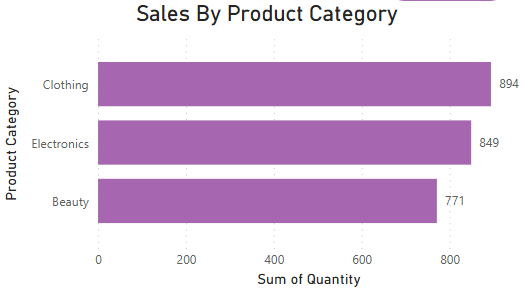 Sales By Product Category
Product Category
Clothing 894
Electronics 849
Beauty 771
0 200 400 600 800
Sum of Quantity